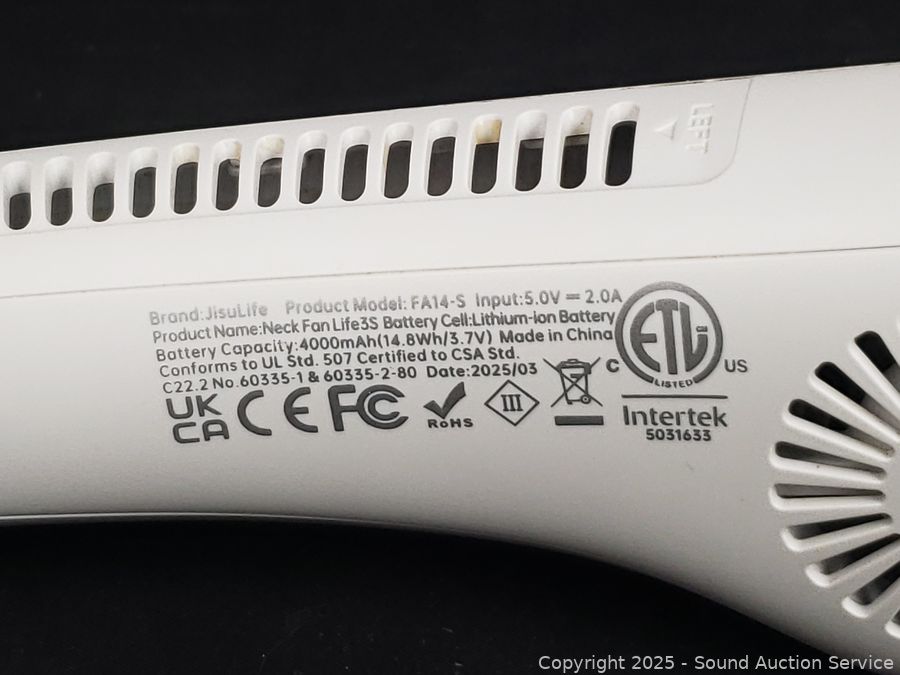 LEFT
Brand:JisuLife Product Model: FA14-S Input:5.0V ⎓ 2.0A
Product Name:Neck Fan Life3S Battery Cell:Lithium-Ion Battery
Battery Capacity:4000mAh(14.8Wh/3.7V) Made in China
Conforms to UL Std. 507 Certified to CSA Std.
C22.2 No.60335-1 & 60335-2-80 Date:2025/03
UK
CA
CE FC
RoHS
III
C ETL US
LISTED
Intertek
5031633
Copyright 2025 - Sound Auction Service